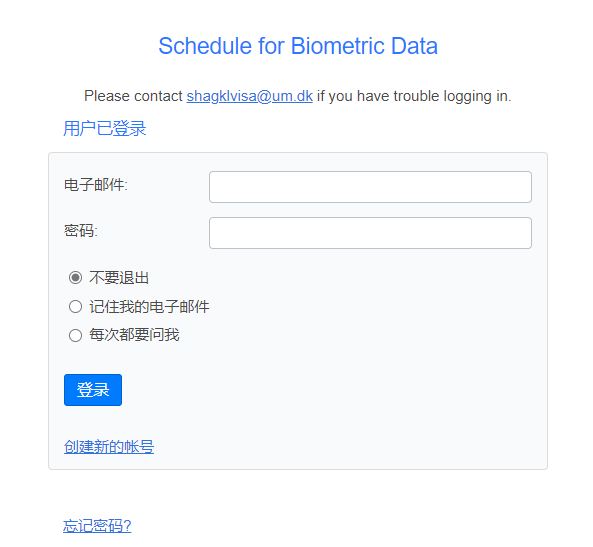 Schedule for Biometric Data
Please contact shagklvisa@um.dk if you have trouble logging in.
用户已登录
电子邮件:
密码:
不要退出
记住我的电子邮件
每次都要问我
登录
创建新的帐号
忘记密码?